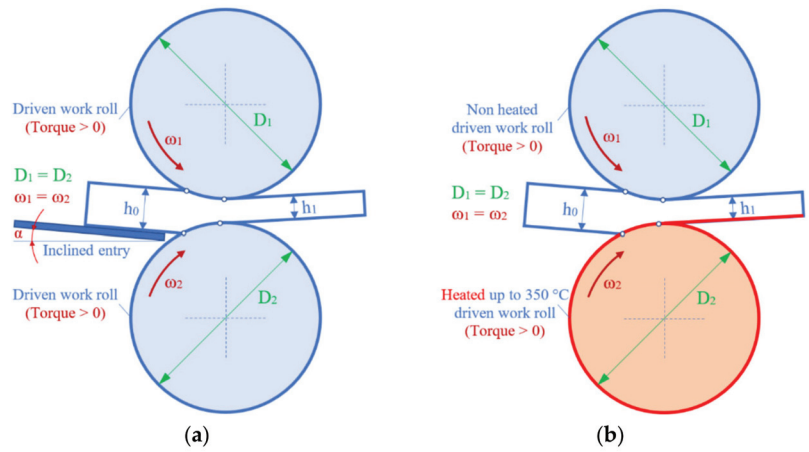 Driven work roll
(Torque > 0)
D₁
ω₁
D₁ = D₂
ω₁ = ω₂
h₀
h₁
α
Inclined entry
ω₂
D₂
Driven work roll
(Torque > 0)
(a)
Non heated
driven work roll
(Torque > 0)
D₁
ω₁
D₁ = D₂
ω₁ = ω₂
h₀
h₁
ω₂
D₂
Heated up to 350 °C
driven work roll
(Torque > 0)
(b)